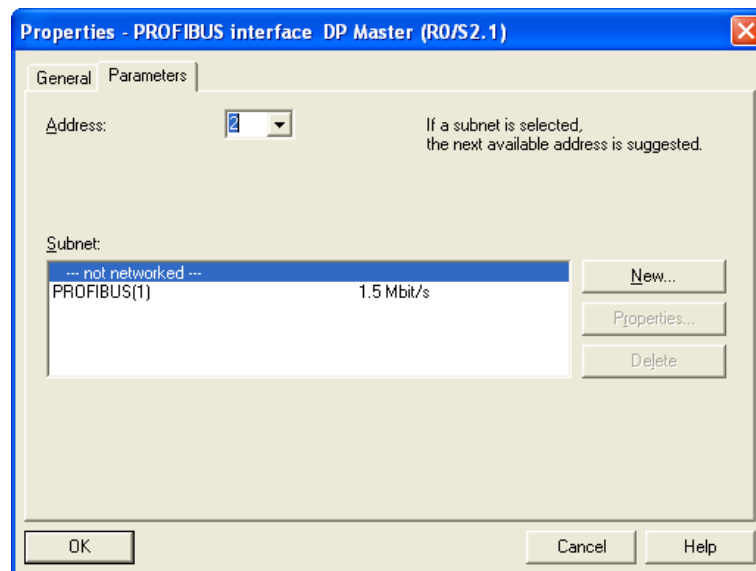 Properties - PROFIBUS interface DP Master (R0/S2.1)
General Parameters
Address: 2
If a subnet is selected,
the next available address is suggested.
Subnet:
--- not networked ---
PROFIBUS(1) 1.5 Mbit/s
New...
Properties...
Delete
OK Cancel Help